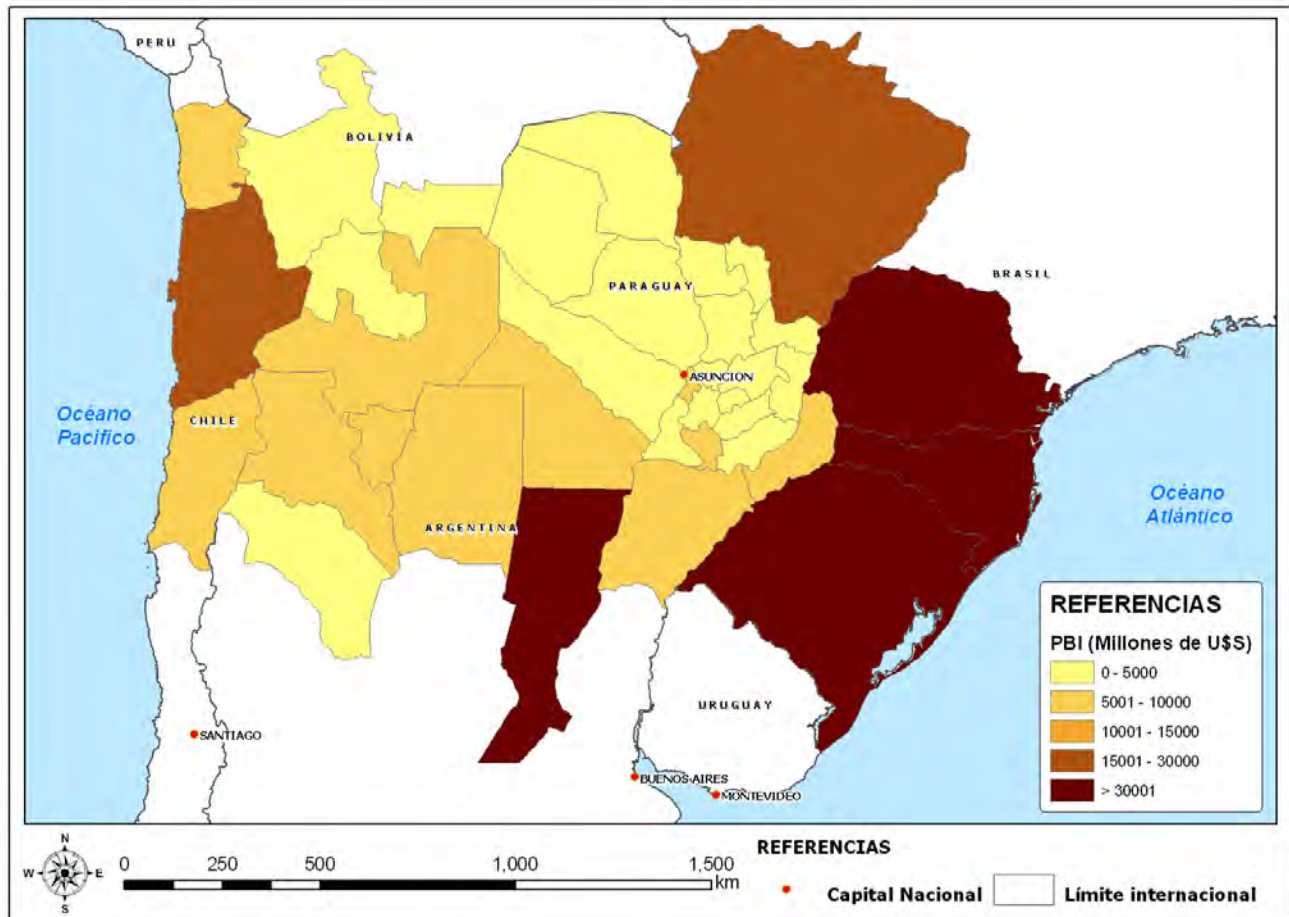 PERU
BOLIVIA
BRASIL
PARAGUAY
ASUNCION
Océano
Pacífico
CHILE
Océano
Atlántico
ARGENTINA
URUGUAY
SANTIAGO
BUENOS AIRES
MONTEVIDEO
REFERENCIAS
PBI (Millones de U$S)
0 - 5000
5001 - 10000
10001 - 15000
15001 - 30000
> 30001
N
W E
S
0 250 500 1,000 1,500
km
REFERENCIAS
Capital Nacional
Límite internacional